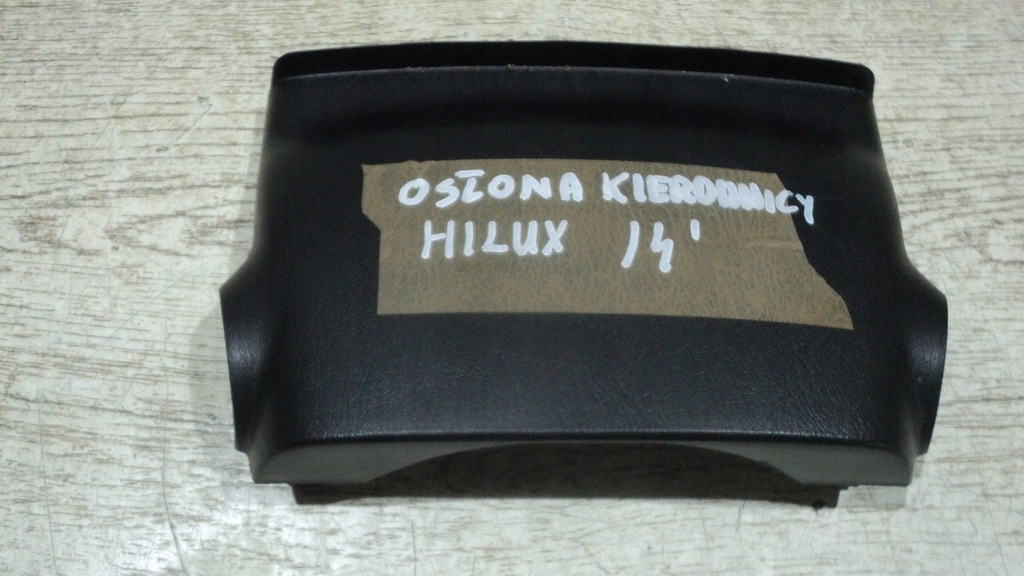 OSŁONA KIEROWNICY
HILUX 14'